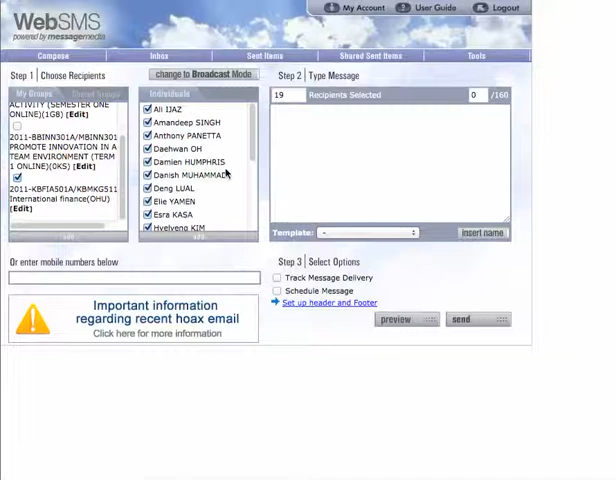 WebSMS
powered by messagemedia
My Account
User Guide
Logout
Compose
Inbox
Sent Items
Shared Sent Items
Tools
Step 1 | Choose Recipients
change to Broadcast Mode
My Groups
Shared Groups
ACTIVITY (SEMESTER ONE
ONLINE)(1G8) [Edit]
2011-BBINN301A/MBINN301
PROMOTE INNOVATION IN A
TEAM ENVIRONMENT (TERM
1 ONLINE)(0KS) [Edit]
2011-KBFIA501A/KBMKG511
International finance(OHU)
[Edit]
Individuals
Ali IJAZ
Amandeep SINGH
Anthony PANETTA
Daehwan OH
Damien HUMPHRIS
Danish MUHAMMAD
Deng LUAL
Elie YAMEN
Esra KASA
Hyelyeng KIM
Step 2 | Type Message
19 Recipients Selected 0 /160
Template: -
insert name
Or enter mobile numbers below
Step 3 | Select Options
Track Message Delivery
Schedule Message
Set up header and Footer
preview
send
Important information
regarding recent hoax email
Click here for more information